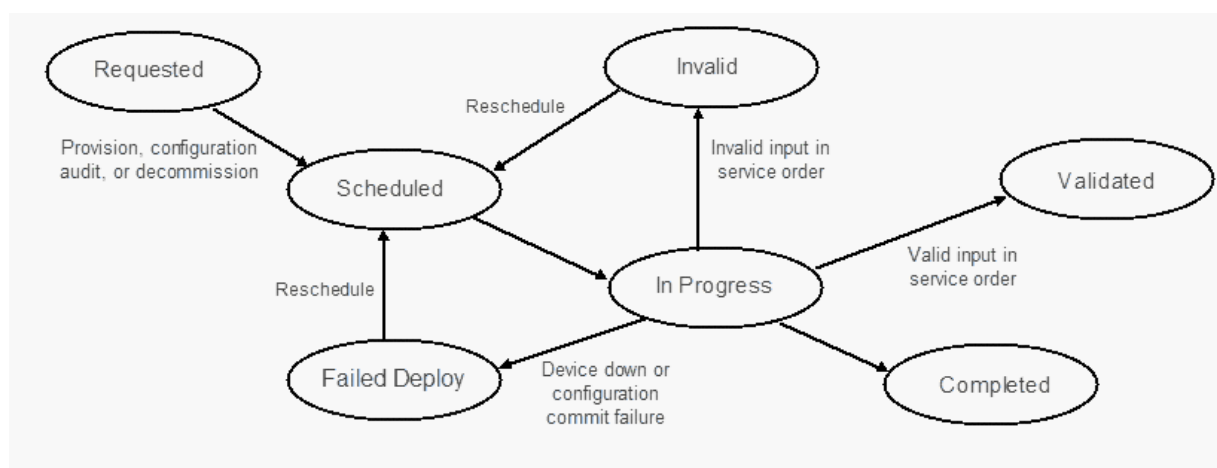 Requested
Invalid
Reschedule
Provision, configuration
audit, or decommission
Invalid input in
service order
Scheduled
Validated
Valid input in
service order
In Progress
Reschedule
Failed Deploy
Device down or
configuration
commit failure
Completed